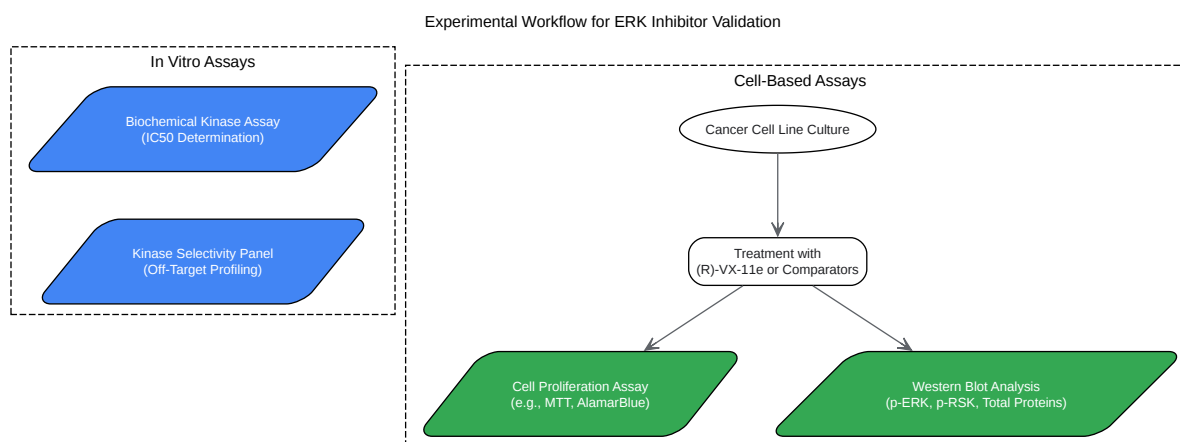 Experimental Workflow for ERK Inhibitor Validation
In Vitro Assays
Biochemical Kinase Assay
(IC50 Determination)
Kinase Selectivity Panel
(Off-Target Profiling)
Cell-Based Assays
Cancer Cell Line Culture
Treatment with
(R)-VX-11e or Comparators
Cell Proliferation Assay
(e.g., MTT, AlamarBlue)
Western Blot Analysis
(p-ERK, p-RSK, Total Proteins)